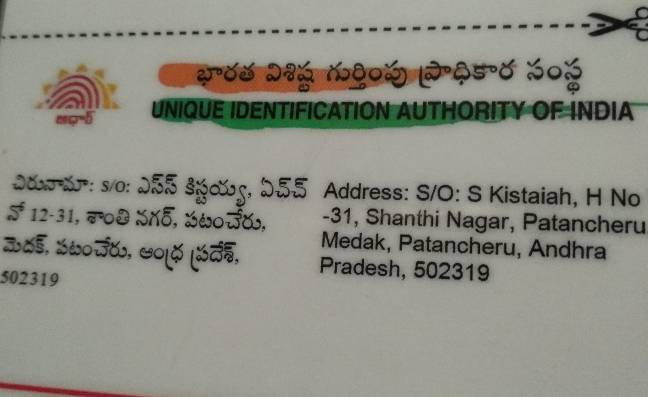 భారత విశిష్ట గుర్తింపు ప్రాధికార సంస్థ
UNIQUE IDENTIFICATION AUTHORITY OF INDIA
ఆధార్
చిరునామా: S/O: ఎస్ కిష్టయ్య, ఏచ్
నో 12-31, శాంతి నగర్, పటంచేరు,
మెదక్, పటంచేరు, ఆంధ్ర ప్రదేశ్,
502319
Address: S/O: S Kistaiah, H No
-31, Shanthi Nagar, Patancheru
Medak, Patancheru, Andhra
Pradesh, 502319